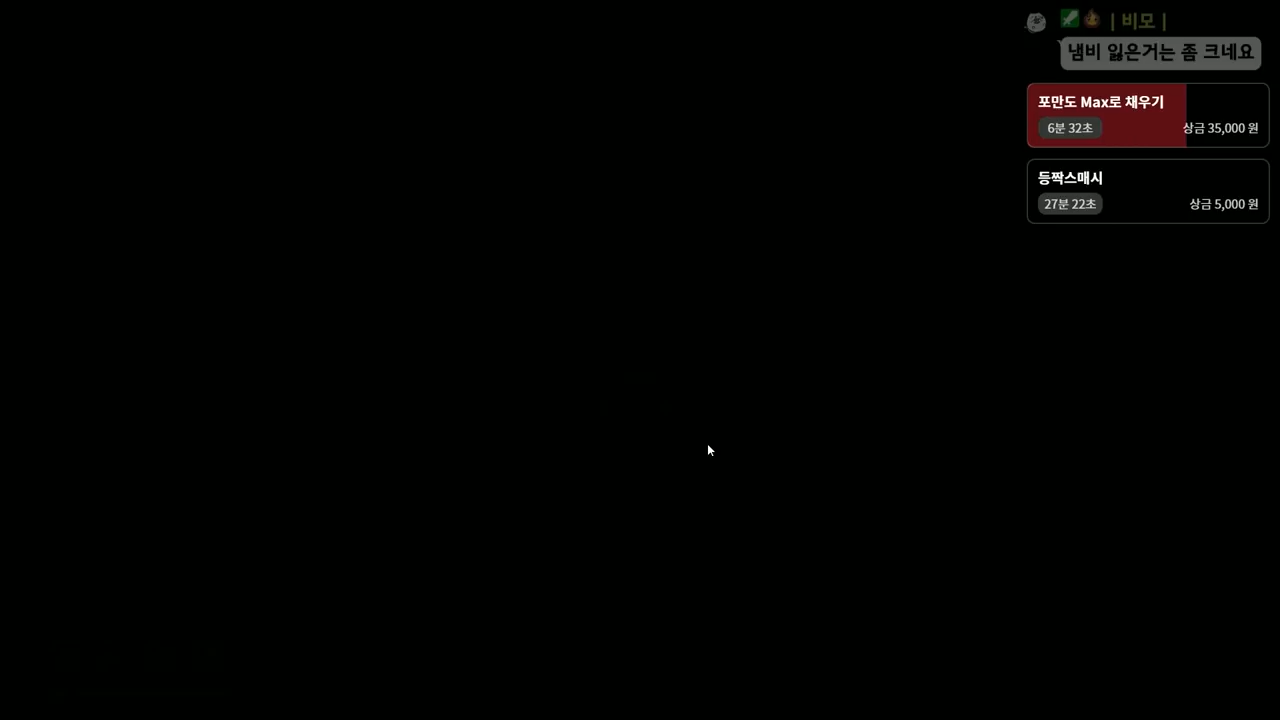 | 비모 |
냄비 잃은거는 좀 크네요
포만도 Max로 채우기
6분 32초 상금 35,000 원
등짝스매시
27분 22초 상금 5,000 원